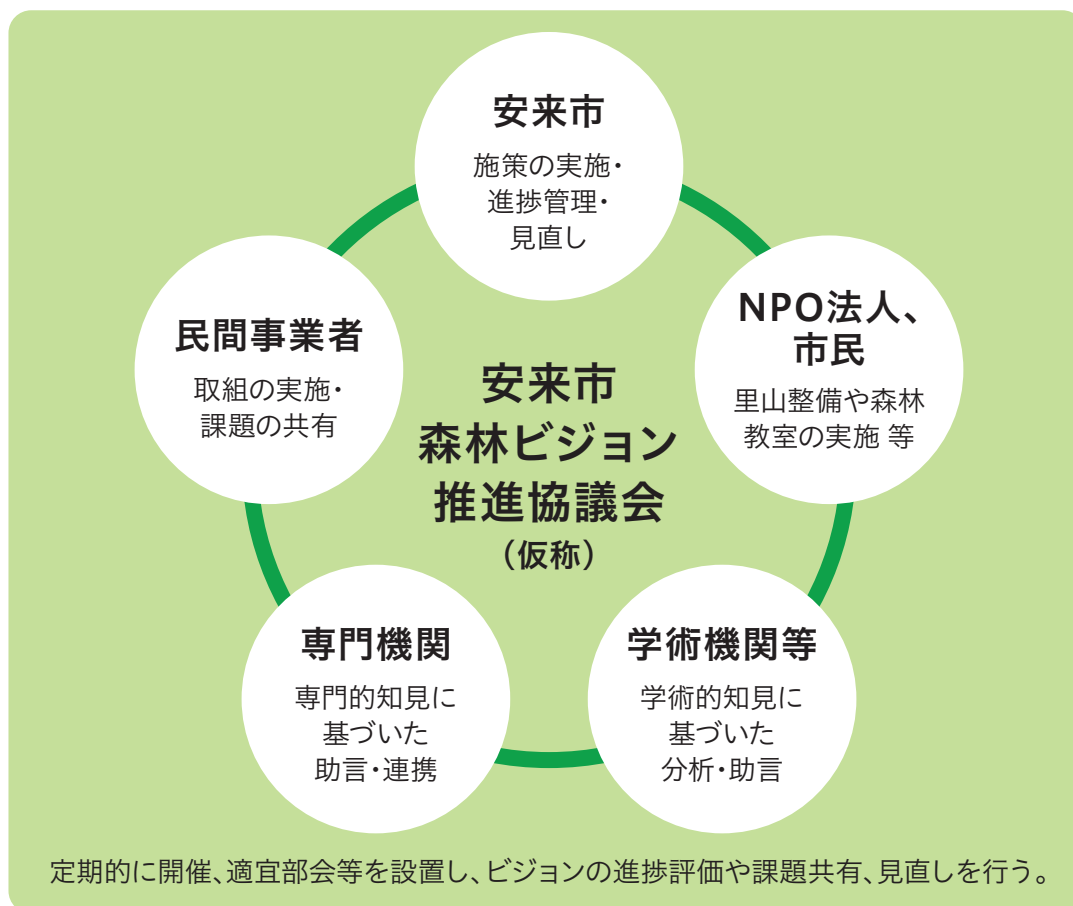 安来市
施策の実施・
進捗管理・
見直し
NPO法人、
市民
里山整備や森林
教室の実施 等
民間事業者
取組の実施・
課題の共有
安来市
森林ビジョン
推進協議会
（仮称）
専門機関
専門的知見に
基づいた
助言・連携
学術機関等
学術的知見に
基づいた
分析・助言
定期的に開催、適宜部会等を設置し、ビジョンの進捗評価や課題共有、見直しを行う。